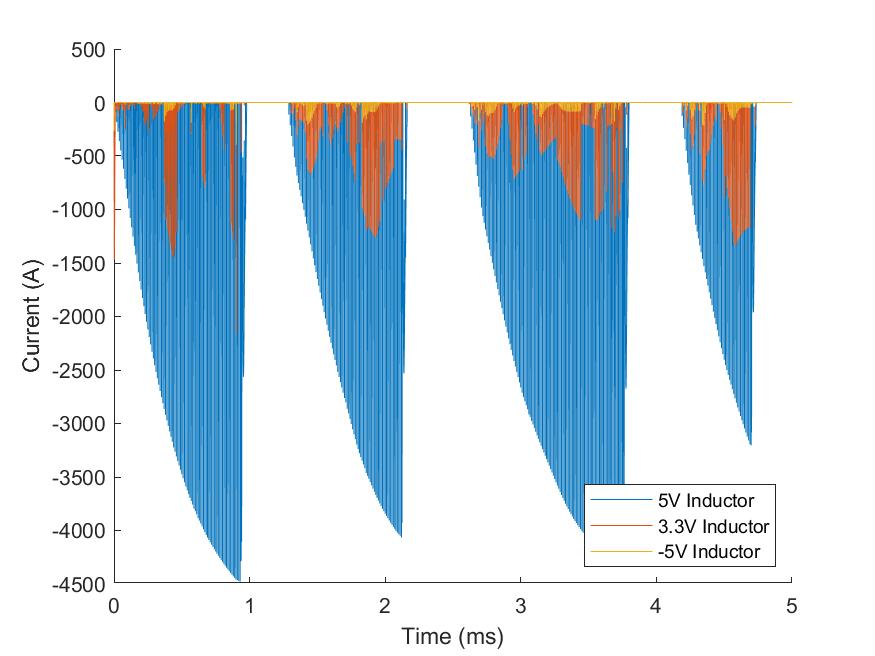 500
0
-500
-1000
-1500
-2000
-2500
-3000
-3500
-4000
-4500
Current (A)
5V Inductor
3.3V Inductor
-5V Inductor
0 1 2 3 4 5
Time (ms)